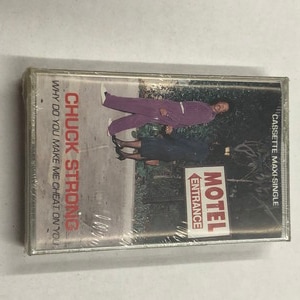 CHUCK STRONG
WHY DO YOU MAKE ME CHEAT ON YOU
"CASSETTE MAXI-SINGLE
MOTEL
ENTRANCE